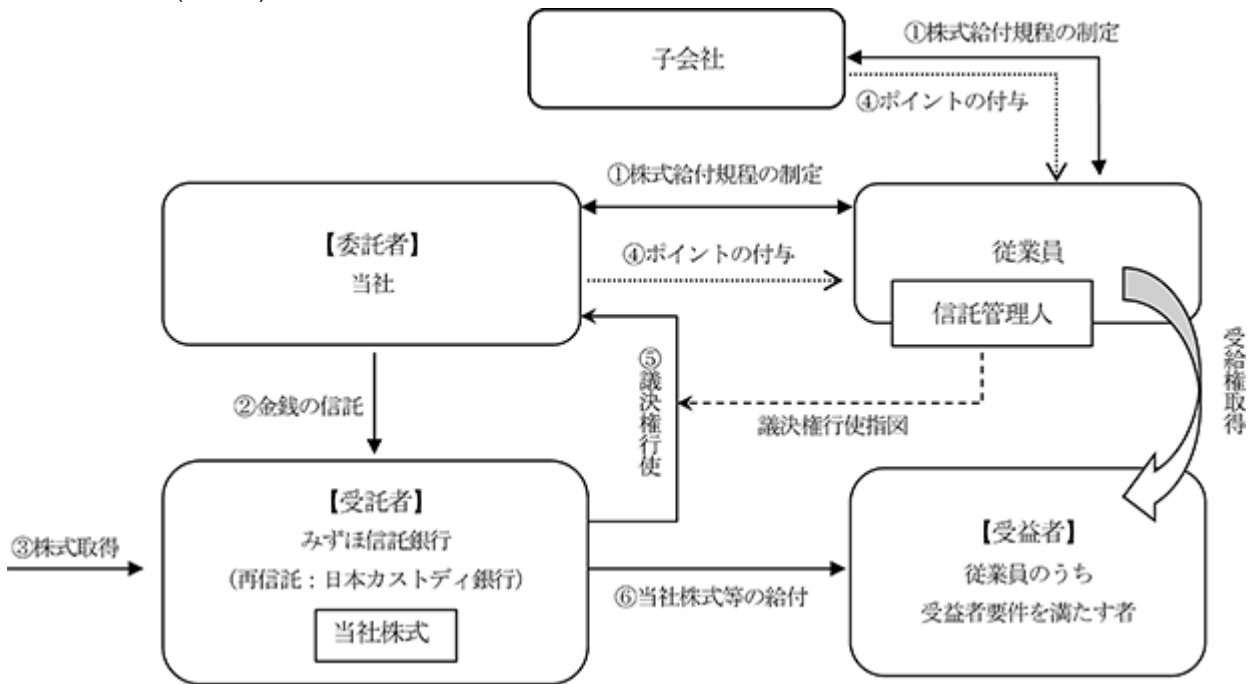 子会社
①株式給付規程の制定
④ポイントの付与
①株式給付規程の制定
【委託者】
当社
④ポイントの付与
従業員
信託管理人
②金銭の信託
⑤議決権行使
議決権行使指図
受給権取得
③株式取得
【受託者】
みずほ信託銀行
(再信託：日本カストディ銀行)
当社株式
⑥当社株式等の給付
【受益者】
従業員のうち
受益者要件を満たす者